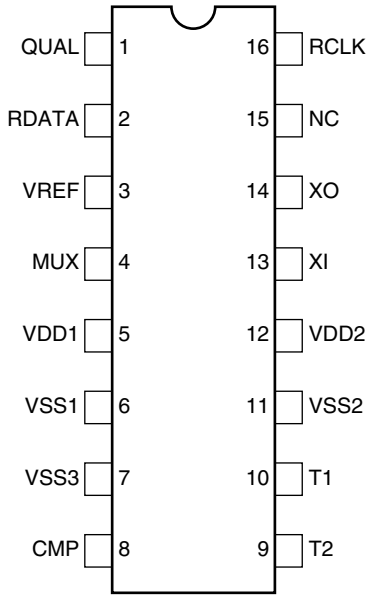 QUAL 1 16 RCLK
RDATA 2 15 NC
VREF 3 14 XO
MUX 4 13 XI
VDD1 5 12 VDD2
VSS1 6 11 VSS2
VSS3 7 10 T1
CMP 8 9 T2